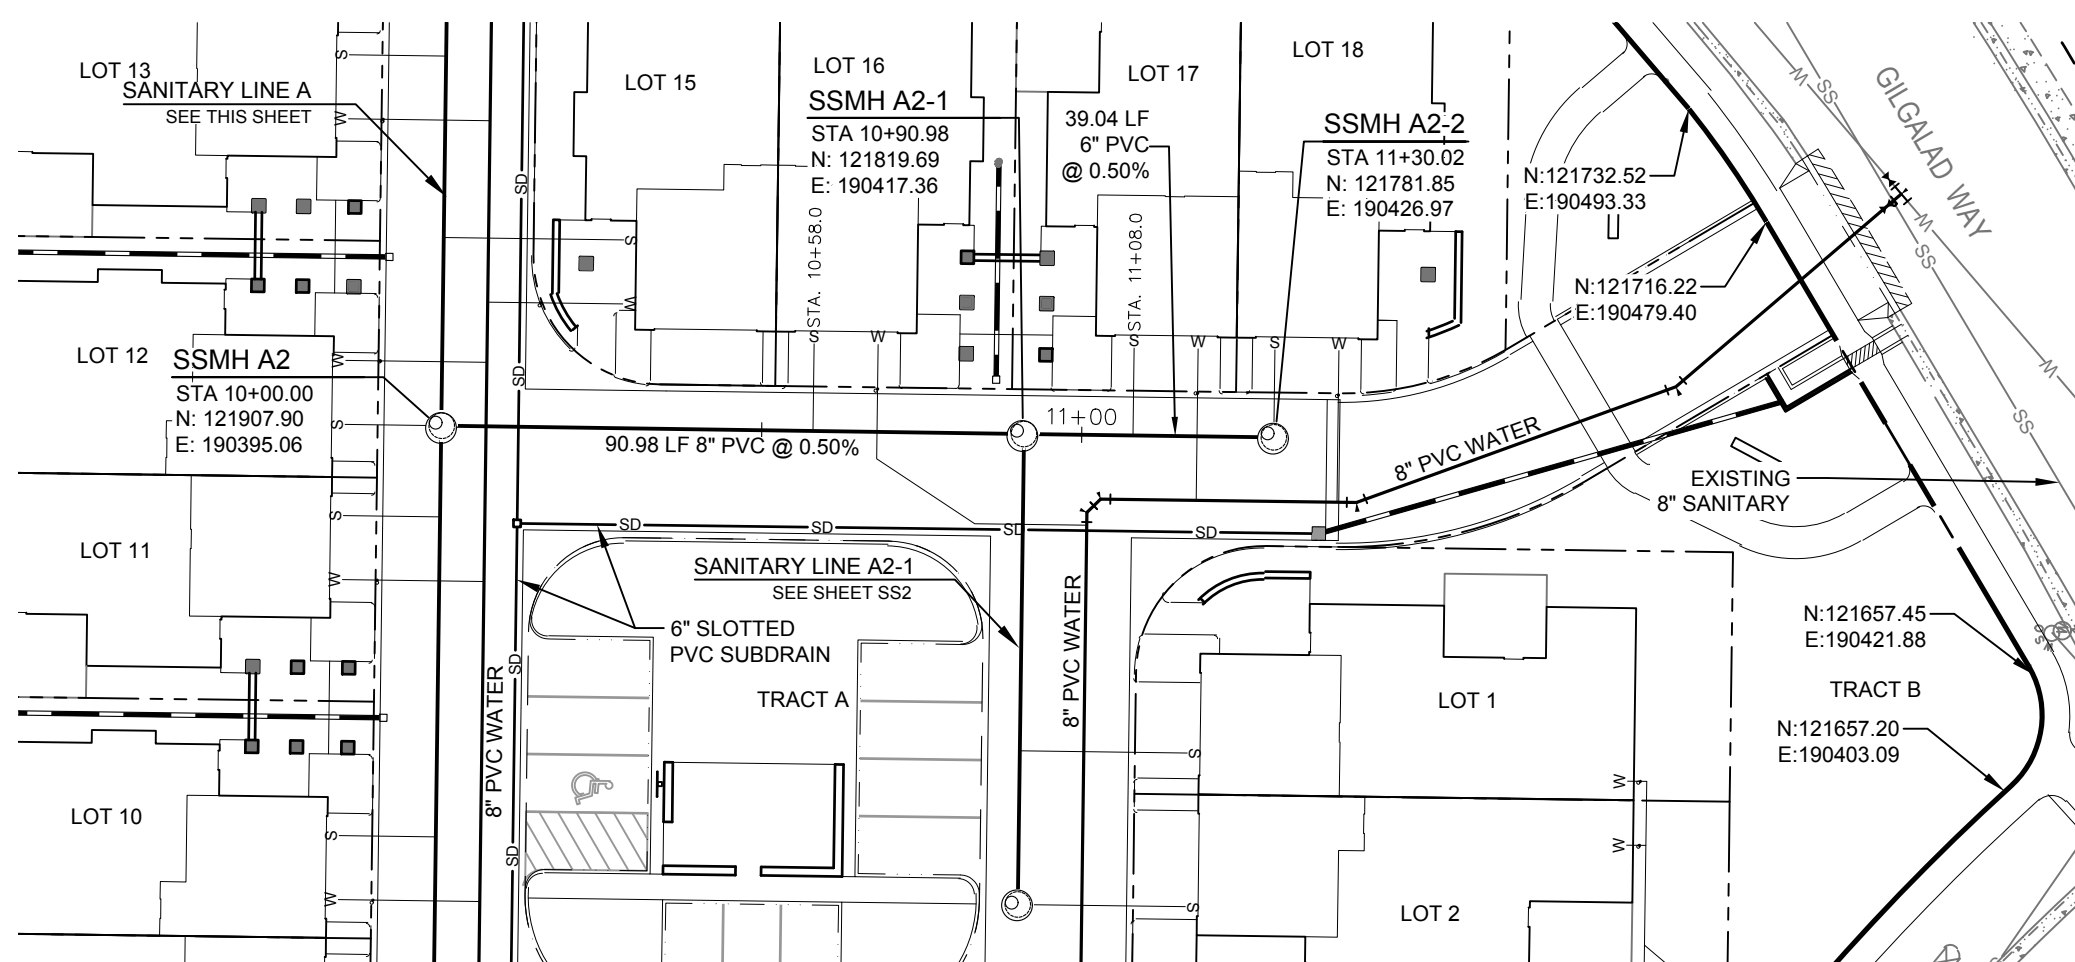 LOT 13
SANITARY LINE A
SEE THIS SHEET
LOT 15
LOT 16
SSMH A2-1
STA 10+90.98
N: 121819.69
E: 190417.36
LOT 17
39.04 LF
6" PVC
@ 0.50%
LOT 18
SSMH A2-2
STA 11+30.02
N: 121781.85
E: 190426.97
N:121732.52
E:190493.33
N:121716.22
E:190479.40
GILGALAD WAY
W
SS
W
SS
W
SS
S
W
S
W
SD
SD
STA. 10+58.0
S
W
STA. 11+08.0
S
W
S
W
LOT 12
SSMH A2
STA 10+00.00
N: 121907.90
E: 190395.06
W
S
11+00
90.98 LF 8" PVC @ 0.50%
8" PVC WATER
EXISTING
8" SANITARY
LOT 11
S
W
SD
SD
SD
SD
SANITARY LINE A2-1
SEE SHEET SS2
6" SLOTTED
PVC SUBDRAIN
8" PVC WATER
SD
8" PVC WATER
TRACT A
LOT 1
N:121657.45
E:190421.88
TRACT B
N:121657.20
E:190403.09
S
W
W
LOT 10
S
W
SD
S
LOT 2